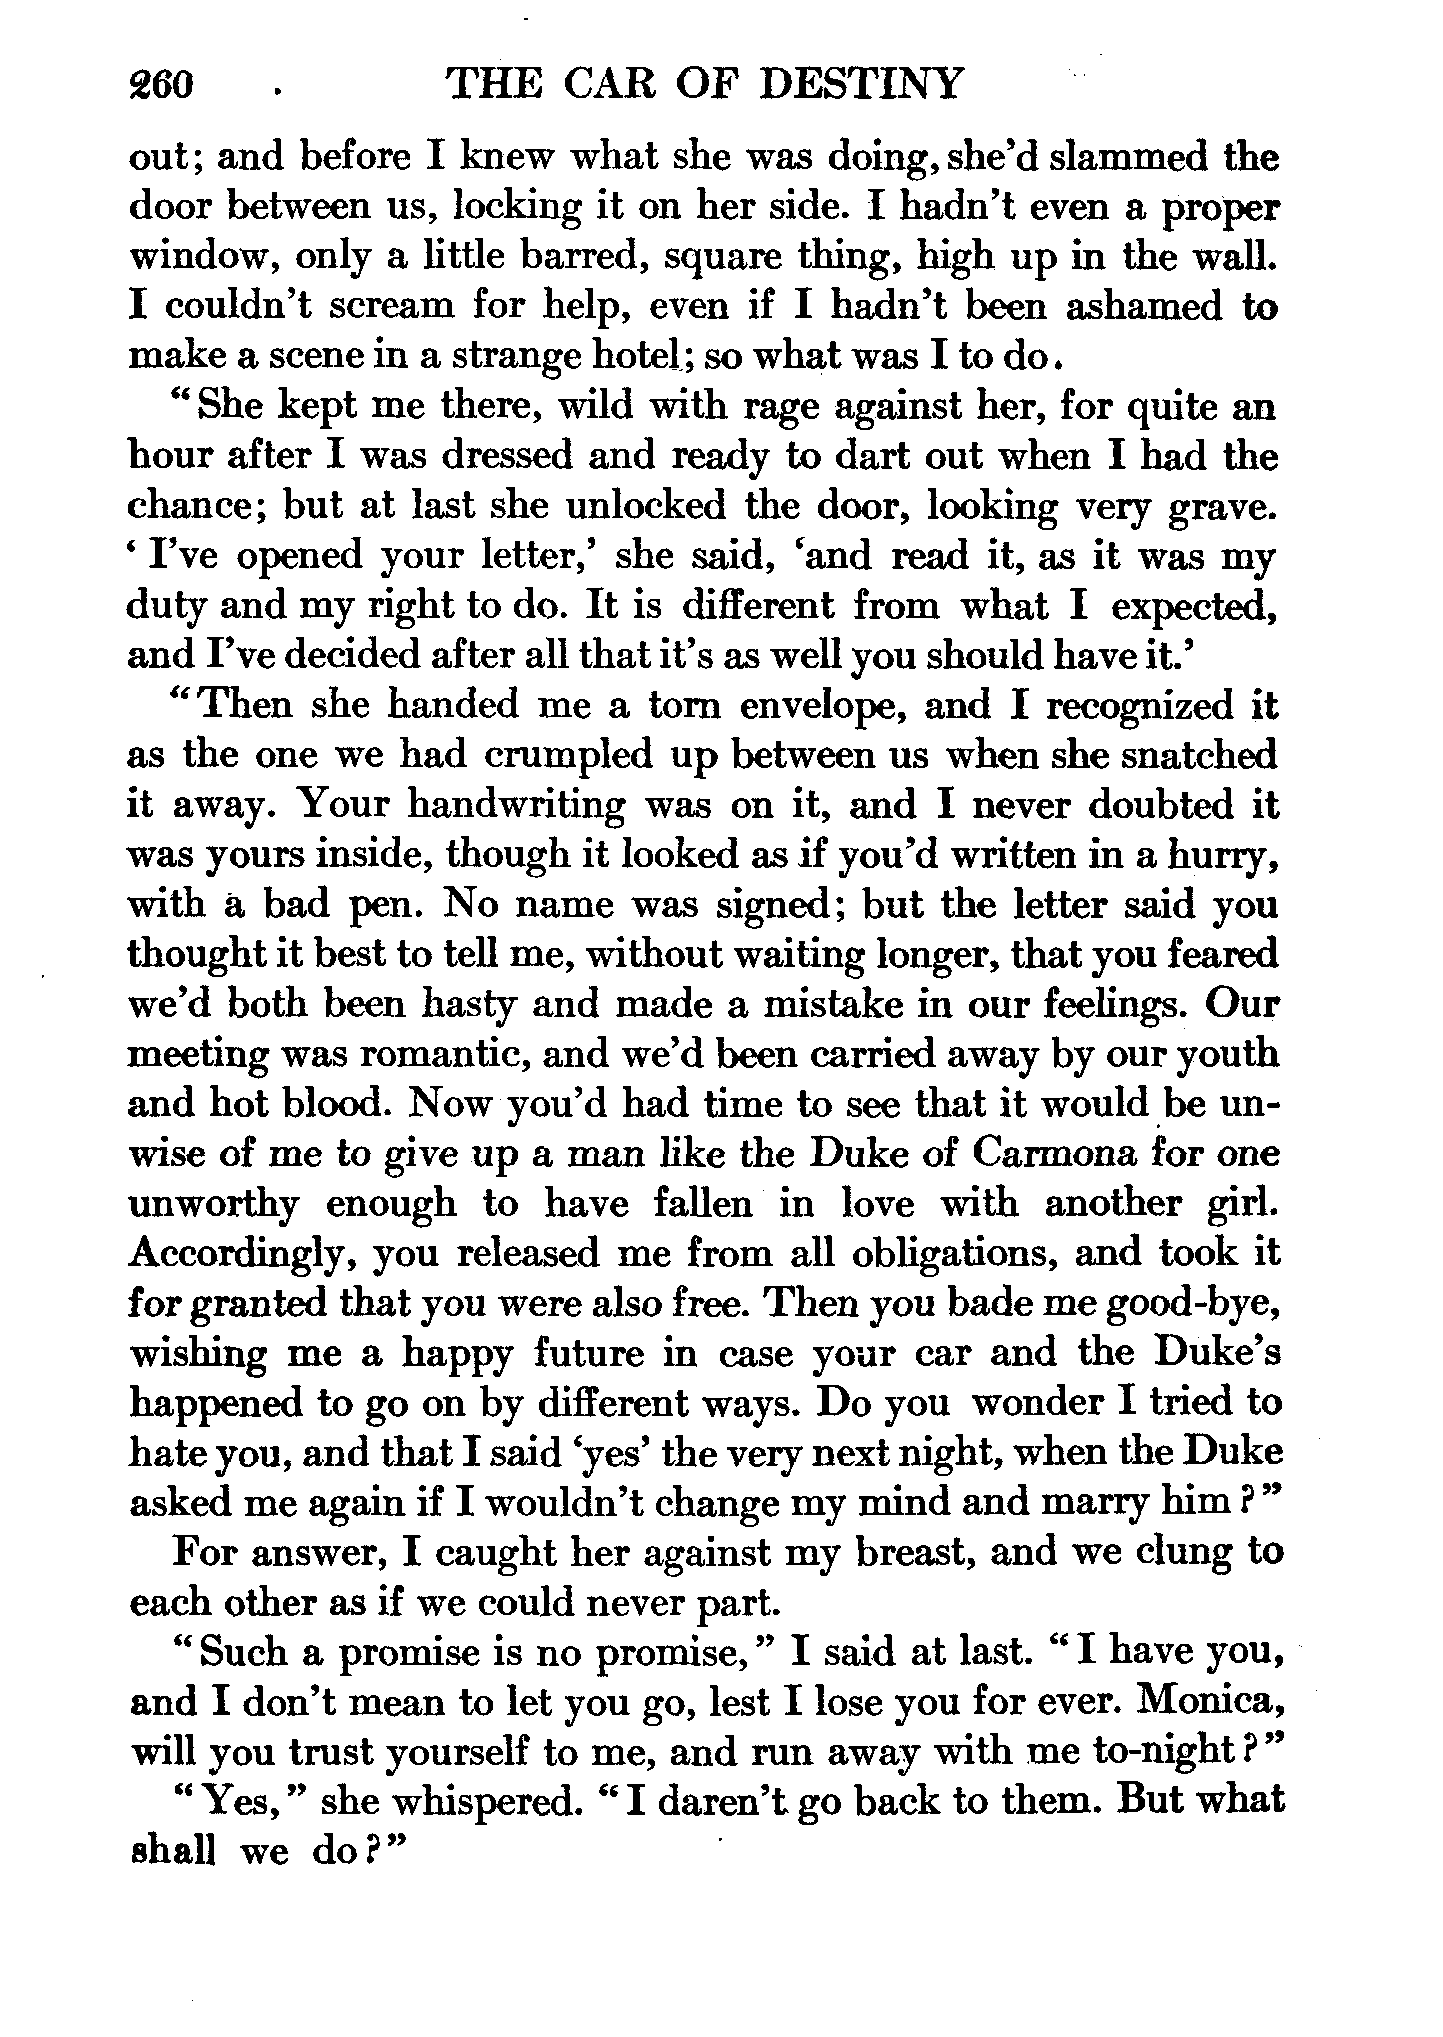 260 THE CAR OF DESTINY
out; and before I knew what she was doing, she'd slammed the
door between us, locking it on her side. I hadn't even a proper
window, only a little barred, square thing, high up in the wall.
I couldn't scream for help, even if I hadn't been ashamed to
make a scene in a strange hotel; so what was I to do.
"She kept me there, wild with rage against her, for quite an
hour after I was dressed and ready to dart out when I had the
chance; but at last she unlocked the door, looking very grave.
'I've opened your letter,' she said, 'and read it, as it was my
duty and my right to do. It is different from what I expected,
and I've decided after all that it's as well you should have it.'
"Then she handed me a torn envelope, and I recognized it
as the one we had crumpled up between us when she snatched
it away. Your handwriting was on it, and I never doubted it
was yours inside, though it looked as if you'd written in a hurry,
with a bad pen. No name was signed; but the letter said you
thought it best to tell me, without waiting longer, that you feared
we'd both been hasty and made a mistake in our feelings. Our
meeting was romantic, and we'd been carried away by our youth
and hot blood. Now you'd had time to see that it would be un-
wise of me to give up a man like the Duke of Carmona for one
unworthy enough to have fallen in love with another girl.
Accordingly, you released me from all obligations, and took it
for granted that you were also free. Then you bade me good-bye,
wishing me a happy future in case your car and the Duke's
happened to go on by different ways. Do you wonder I tried to
hate you, and that I said 'yes' the very next night, when the Duke
asked me again if I wouldn't change my mind and marry him?"
For answer, I caught her against my breast, and we clung to
each other as if we could never part.
"Such a promise is no promise," I said at last. "I have you,
and I don't mean to let you go, lest I lose you for ever. Monica,
will you trust yourself to me, and run away with me to-night?"
"Yes," she whispered. "I daren't go back to them. But what
shall we do?"